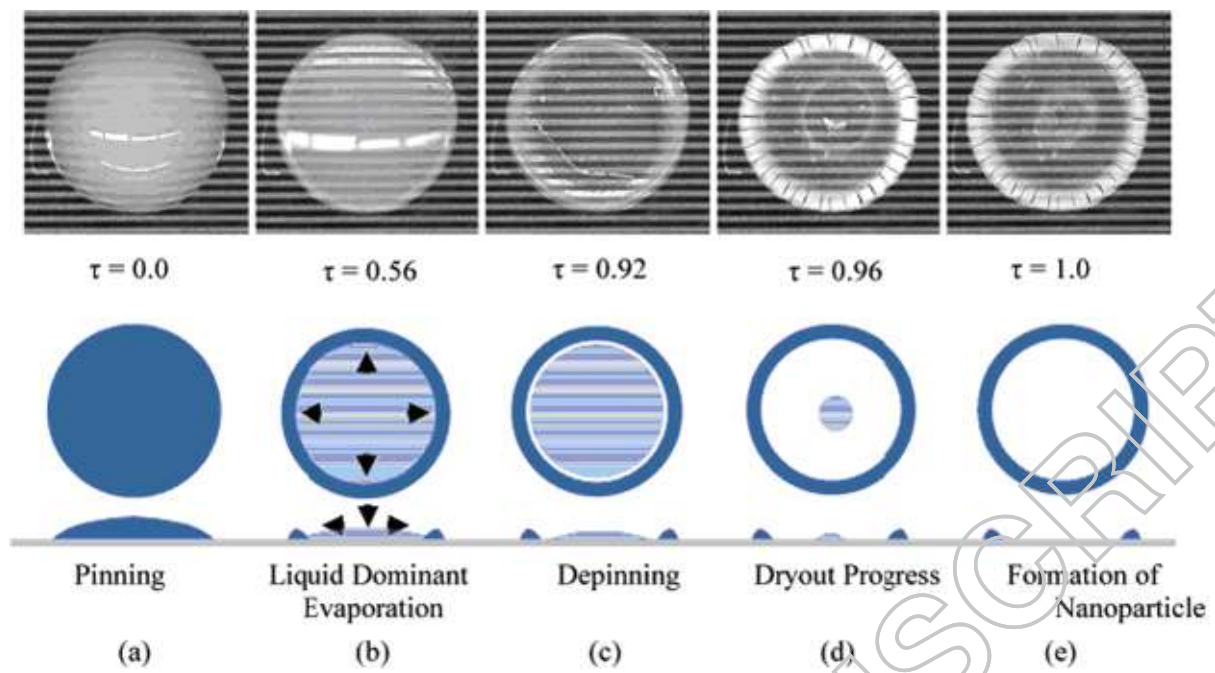 τ = 0.0
τ = 0.56
τ = 0.92
τ = 0.96
τ = 1.0
Pinning
Liquid Dominant
Evaporation
Depinning
Dryout Progress
Formation of
Nanoparticle
(a)
(b)
(c)
(d)
(e)
SCRIPT